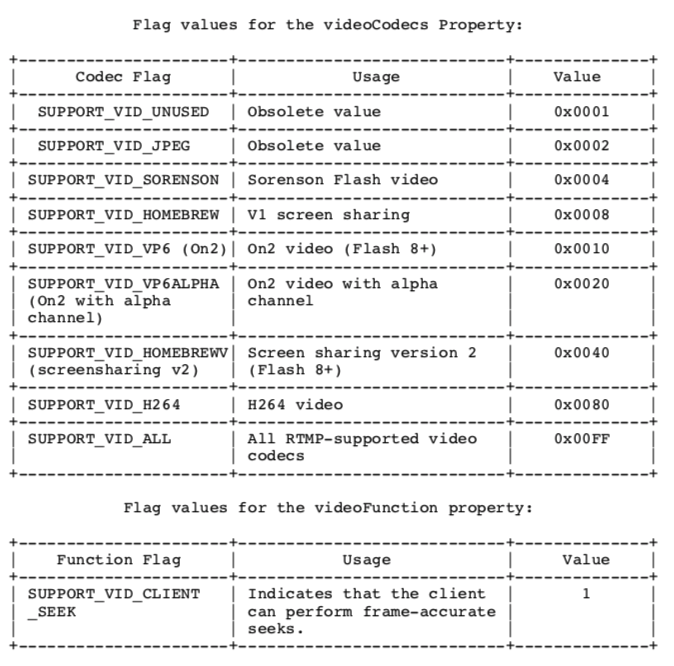 Flag values for the videoCodecs Property:
Codec Flag | Usage | Value
SUPPORT_VID_UNUSED | Obsolete value | 0x0001
SUPPORT_VID_JPEG | Obsolete value | 0x0002
SUPPORT_VID_SORENSON | Sorenson Flash video | 0x0004
SUPPORT_VID_HOMEBREW | V1 screen sharing | 0x0008
SUPPORT_VID_VP6 (On2)| On2 video (Flash 8+) | 0x0010
SUPPORT_VID_VP6ALPHA | On2 video with alpha | 0x0020
(On2 with alpha | channel
channel)
SUPPORT_VID_HOMEBREWV| Screen sharing version 2 | 0x0040
(screensharing v2) | (Flash 8+)
SUPPORT_VID_H264 | H264 video | 0x0080
SUPPORT_VID_ALL | All RTMP-supported video | 0x00FF
codecs
Flag values for the videoFunction property:
Function Flag | Usage | Value
SUPPORT_VID_CLIENT | Indicates that the client | 1
_SEEK | can perform frame-accurate
seeks.